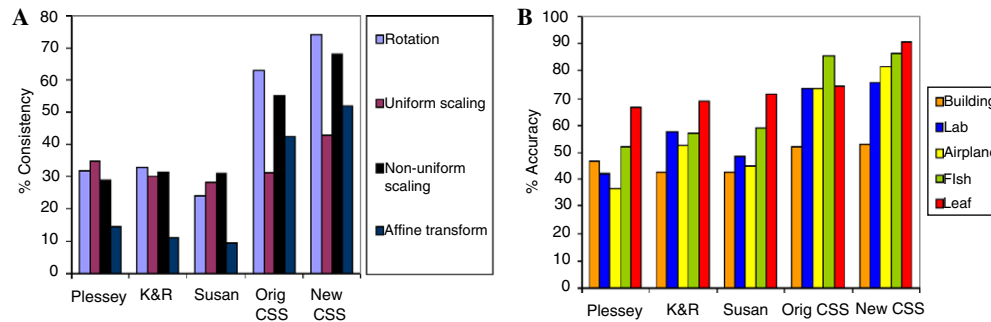 A
80
70
60
50
40
30
20
10
0
% Consistency
Plessey
K&R
Susan
Orig
CSS
New
CSS
Rotation
Uniform scaling
Non-uniform
scaling
Affine transform
B
100
90
80
70
60
50
40
30
20
10
0
% Accuracy
Plessey
K&R
Susan
Orig CSS
New CSS
Building
Lab
Airplane
FIsh
Leaf